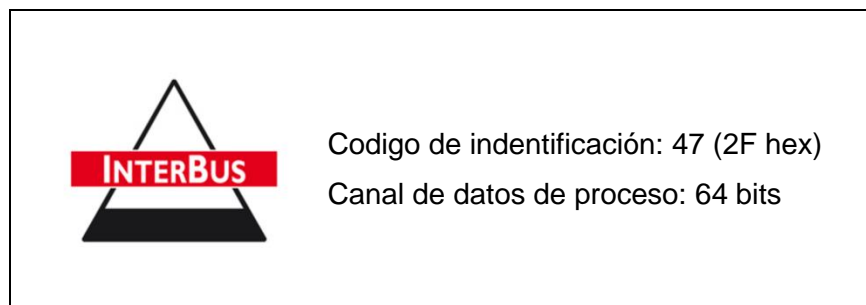 INTERBUS
Codigo de indentificación: 47 (2F hex)
Canal de datos de proceso: 64 bits